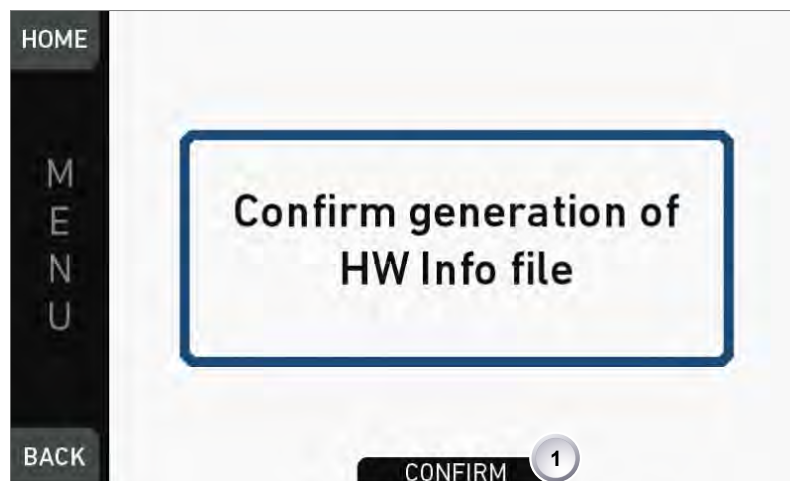 HOME
M
E
N
U
Confirm generation of
HW Info file
BACK
CONFIRM
1